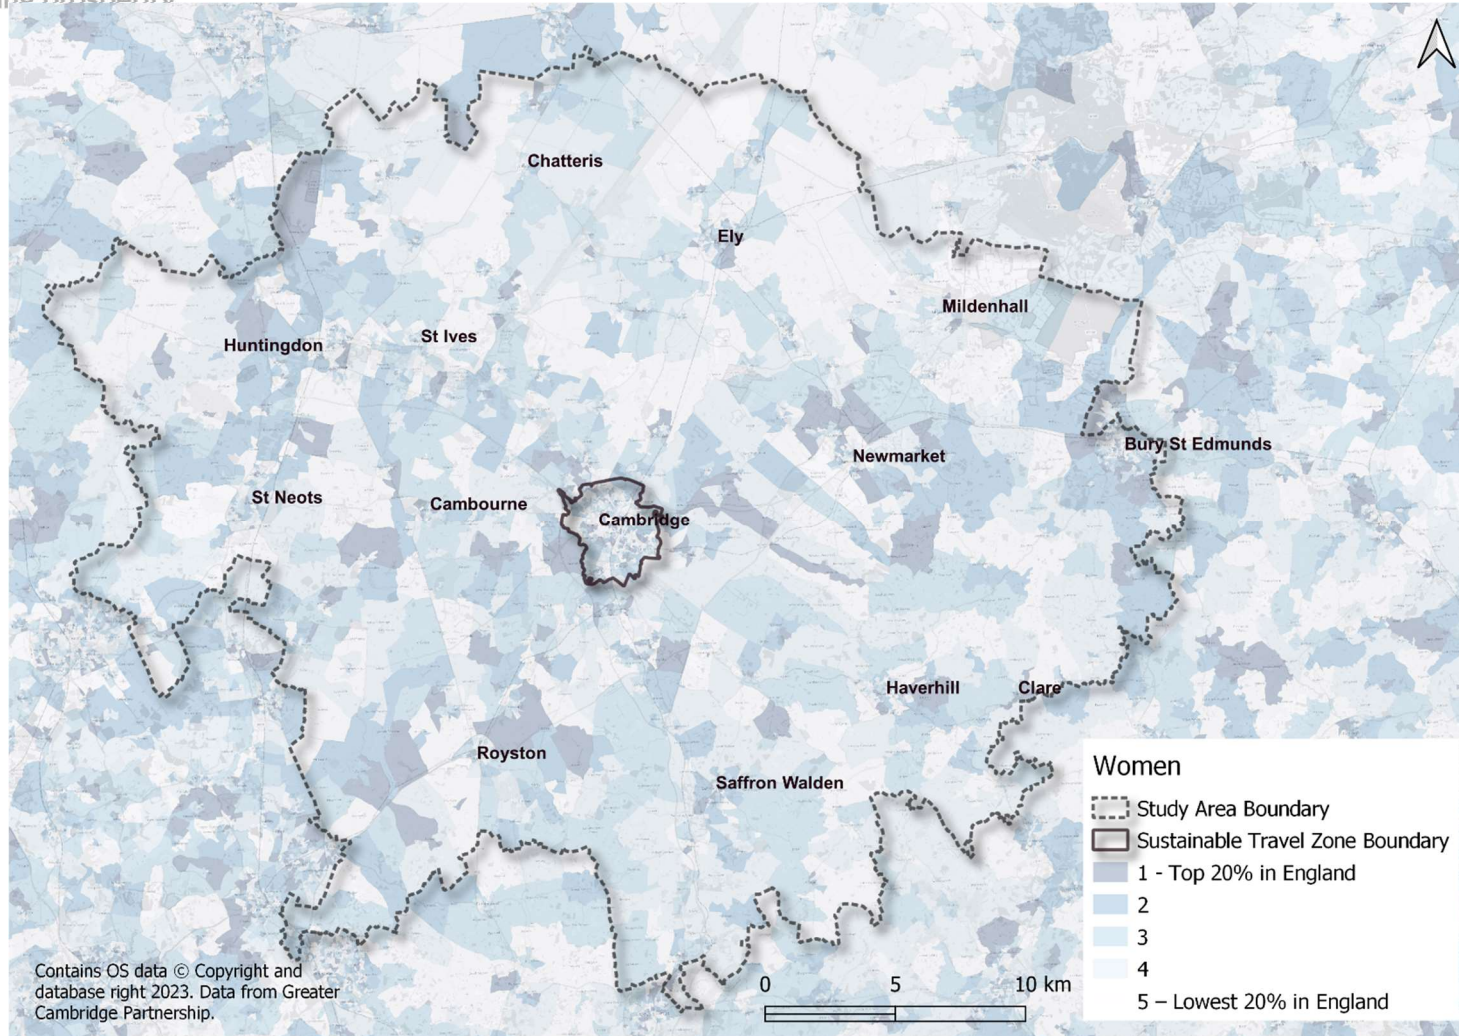 Chatteris
Ely
Mildenhall
Huntingdon
St Ives
Bury St Edmunds
Newmarket
St Neots
Cambourne
Cambridge
Haverhill
Clare
Royston
Saffron Walden
Women
Study Area Boundary
Sustainable Travel Zone Boundary
1 - Top 20% in England
2
3
4
5 – Lowest 20% in England
0 5 10 km
Contains OS data © Copyright and
database right 2023. Data from Greater
Cambridge Partnership.